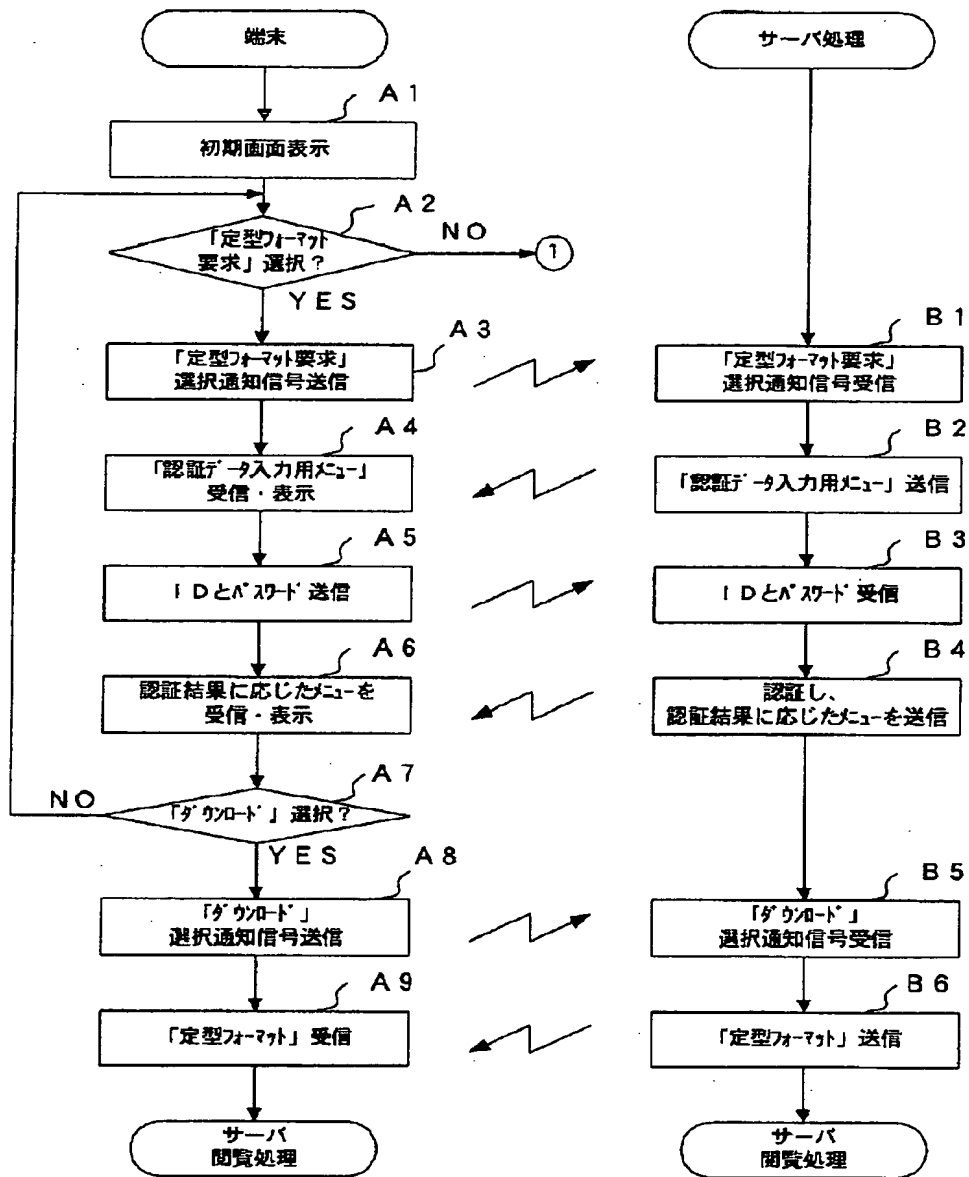 端末
A1
初期画面表示
A2
「定型フォーマット
要求」選択?
NO
1
YES
A3
「定型フォーマット要求」
選択通知信号送信
A4
「認証データ入力用メニュー」
受信・表示
A5
IDとパスワード送信
A6
認証結果に応じたメニューを
受信・表示
A7
NO
「ダウンロード」選択?
YES
A8
「ダウンロード」
選択通知信号送信
A9
「定型フォーマット」受信
サーバ
閲覧処理
サーバ処理
B1
「定型フォーマット要求」
選択通知信号受信
B2
「認証データ入力用メニュー」送信
B3
IDとパスワード受信
B4
認証し、
認証結果に応じたメニューを送信
B5
「ダウンロード」
選択通知信号受信
B6
「定型フォーマット」送信
サーバ
閲覧処理